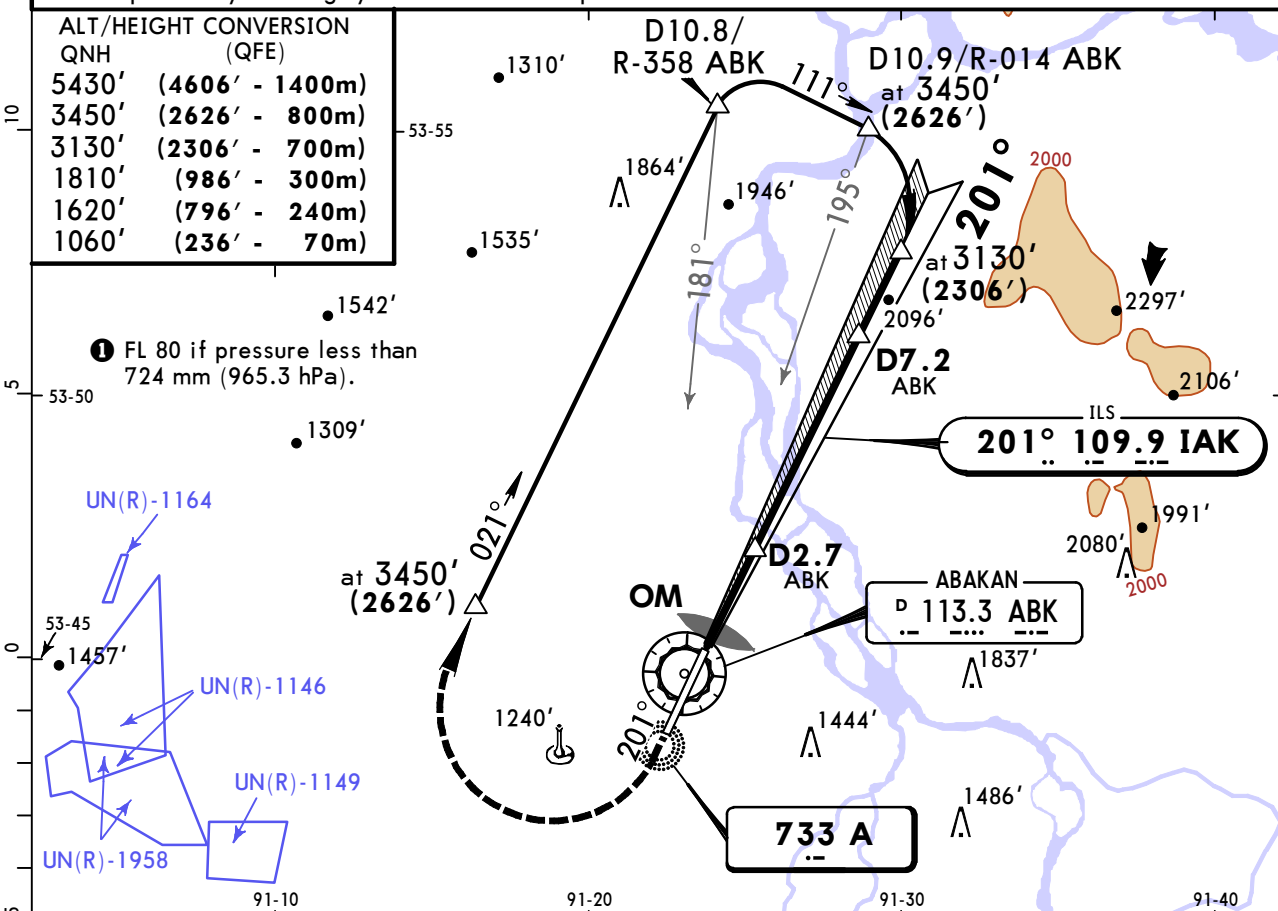 ALT/HEIGHT CONVERSION
QNH (QFE)
5430' (4606' - 1400m)
3450' (2626' - 800m)
3130' (2306' - 700m)
1810' (986' - 300m)
1620' (796' - 240m)
1060' (236' - 70m)
D10.8/
R-358 ABK
D10.9/R-014 ABK
at 3450'
(2626')
111°
1310'
10
53-55
1864'
1946'
195°
201°
2000
1535'
181°
at 3130'
(2306')
2297'
1542'
2096'
❶ FL 80 if pressure less than
724 mm (965.3 hPa).
D7.2
ABK
2106'
5
53-50
1309'
ILS
201° 109.9 IAK
UN(R)-1164
021°
1991'
2080'
2000
D2.7
ABK
at 3450'
(2626')
OM
ABAKAN
D 113.3 ABK
53-45
0
1457'
1837'
UN(R)-1146
1240'
201°
1444'
UN(R)-1149
1486'
733 A
UN(R)-1958
91-10
91-20
91-30
91-40